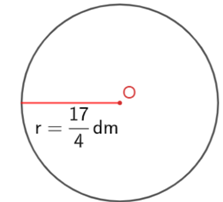 O
r = 17/4 dm